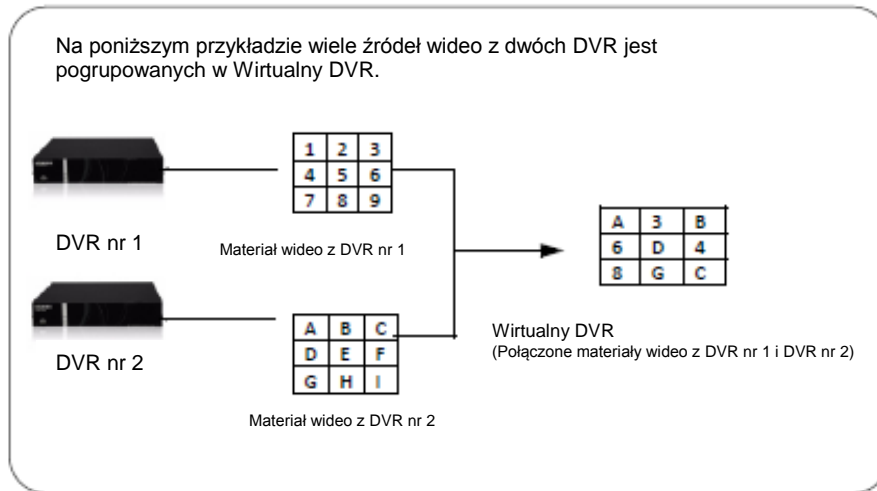 Na poniższym przykładzie wiele źródeł wideo z dwóch DVR jest
pogrupowanych w Wirtualny DVR.
1 2 3
4 5 6
7 8 9
DVR nr 1
Materiał wideo z DVR nr 1
A 3 B
6 D 4
8 G C
Wirtualny DVR
(Połączone materiały wideo z DVR nr 1 i DVR nr 2)
A B C
D E F
G H I
DVR nr 2
Materiał wideo z DVR nr 2